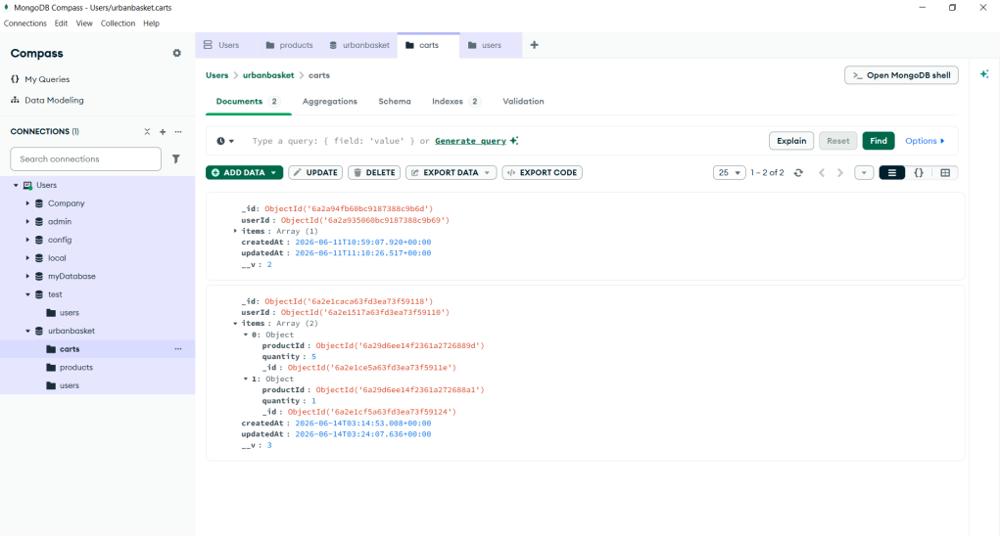 MongoDB Compass - Users/urbanbasket.carts
Connections Edit View Collection Help
Compass
My Queries
Data Modeling
CONNECTIONS (1)
Search connections
Users
Company
admin
config
local
myDatabase
test
users
urbanbasket
carts
products
users
Users products urbanbasket carts users
Users > urbanbasket > carts
>_ Open MongoDB shell
Documents 2 Aggregations Schema Indexes 2 Validation
Type a query: { field: 'value' } or Generate query
Explain Reset Find Options
ADD DATA UPDATE DELETE EXPORT DATA EXPORT CODE
25 1 – 2 of 2
_id: ObjectId('6a2a94fb60bc9187388c9b6d')
userId : ObjectId('6a2a935060bc9187388c9b69')
items : Array (1)
createdAt : 2026-06-11T10:59:07.920+00:00
updatedAt : 2026-06-11T11:10:26.517+00:00
__v : 2
_id: ObjectId('6a2e1caca63fd3ea73f59118')
userId : ObjectId('6a2e1517a63fd3ea73f59110')
items : Array (2)
0: Object
productId : ObjectId('6a29d6ee14f2361a2726889d')
quantity : 5
_id : ObjectId('6a2e1ce5a63fd3ea73f5911e')
1: Object
productId : ObjectId('6a29d6ee14f2361a272688a1')
quantity : 1
_id : ObjectId('6a2e1cf5a63fd3ea73f59124')
createdAt : 2026-06-14T03:14:53.008+00:00
updatedAt : 2026-06-14T03:24:07.636+00:00
__v : 3